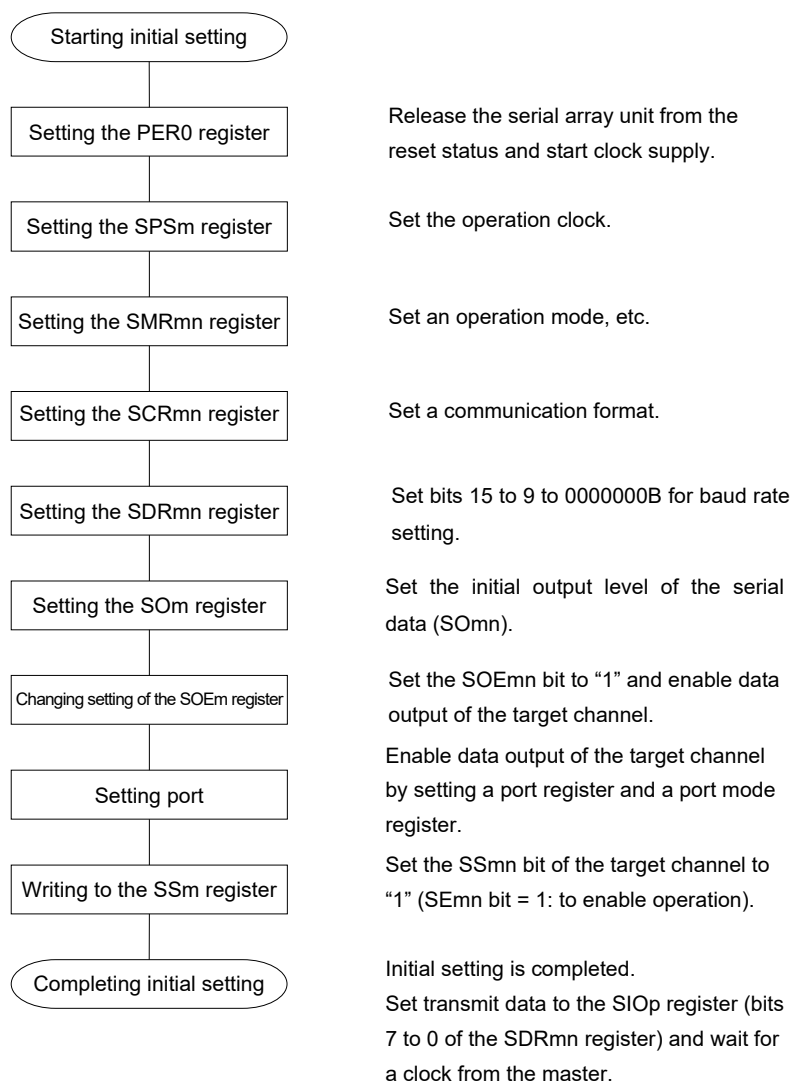 Starting initial setting
Setting the PER0 register
Release the serial array unit from the
reset status and start clock supply.
Setting the SPSm register
Set the operation clock.
Setting the SMRmn register
Set an operation mode, etc.
Setting the SCRmn register
Set a communication format.
Setting the SDRmn register
Set bits 15 to 9 to 0000000B for baud rate
setting.
Setting the SOm register
Set the initial output level of the serial
data (SOmn).
Changing setting of the SOEm register
Set the SOEmn bit to “1” and enable data
output of the target channel.
Setting port
Enable data output of the target channel
by setting a port register and a port mode
register.
Writing to the SSm register
Set the SSmn bit of the target channel to
“1” (SEmn bit = 1: to enable operation).
Completing initial setting
Initial setting is completed.
Set transmit data to the SIOp register (bits
7 to 0 of the SDRmn register) and wait for
a clock from the master.